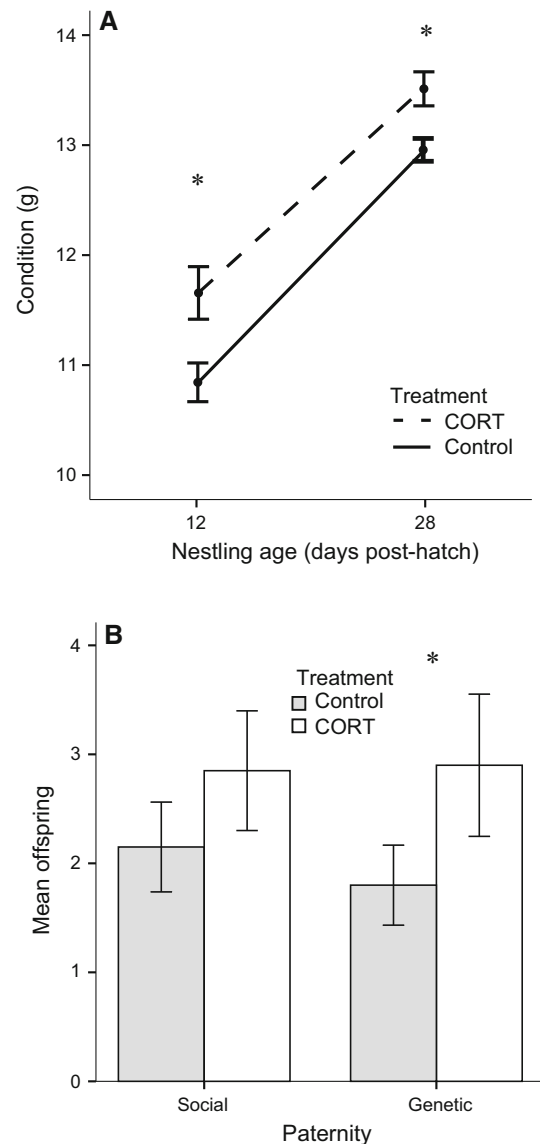 A
*
*
14
13
12
11
10
Condition (g)
Treatment
CORT
Control
12 28
Nestling age (days post-hatch)
B
*
4
3
2
1
0
Mean offspring
Treatment
Control
CORT
Social Genetic
Paternity